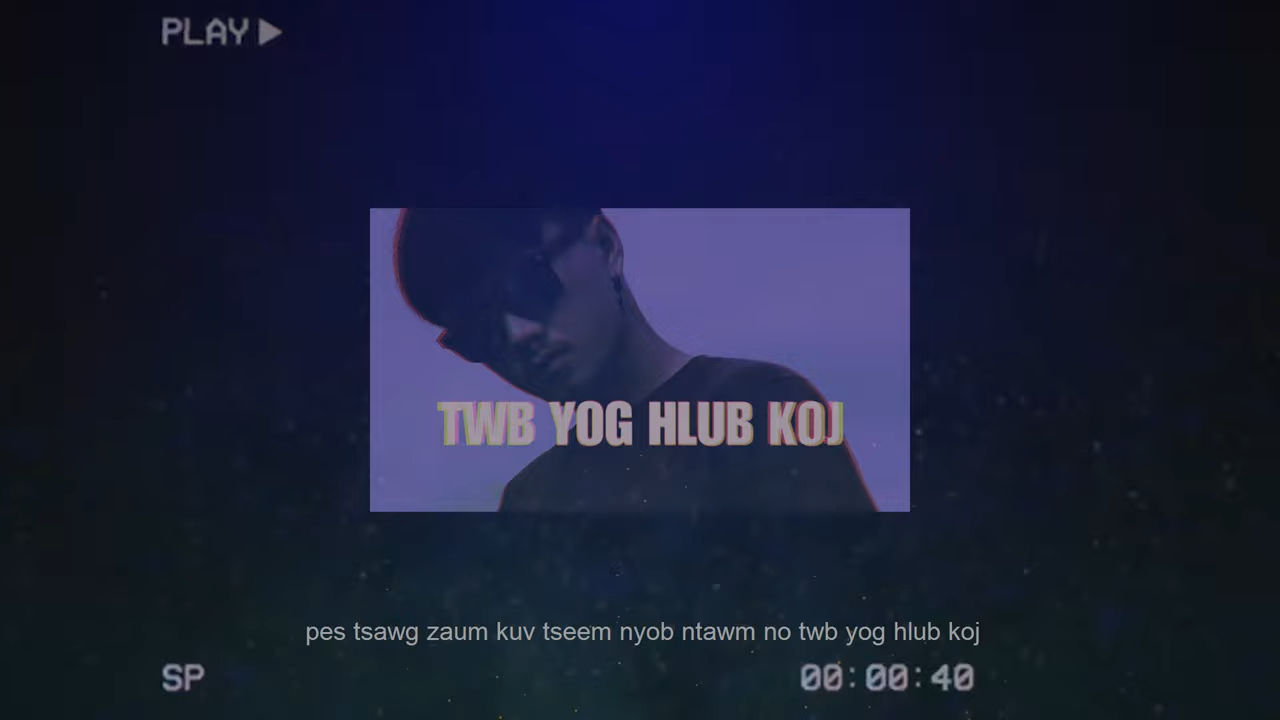 PLAY
TWB YOG HLUB KOJ
pes tsawg zaum kuv tseem nyob ntawm no twb yog hlub koj
SP
00:00:40